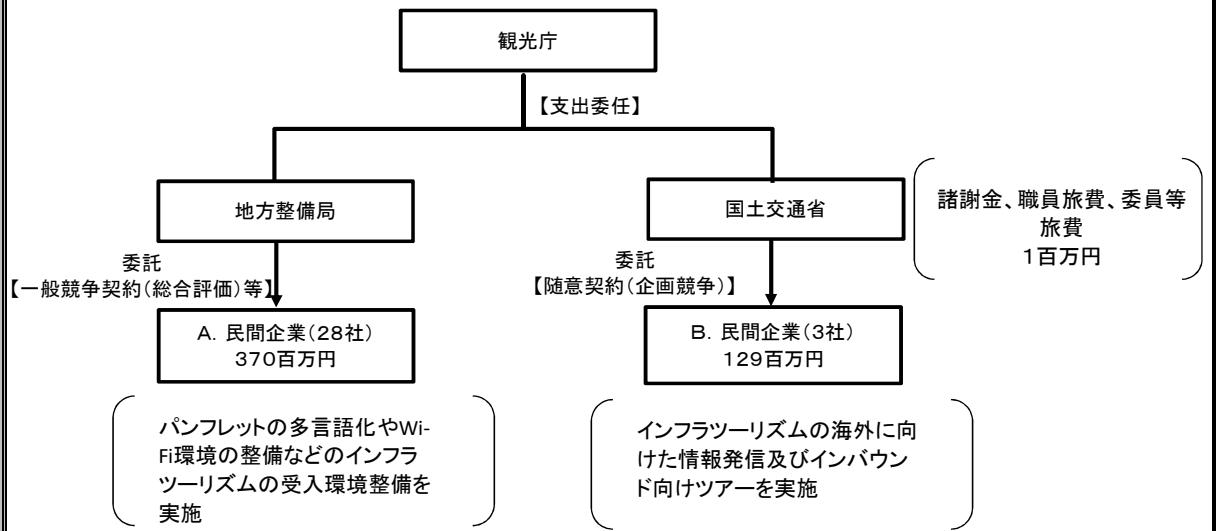 観光庁
【支出委任】
地方整備局
国土交通省
諸謝金、職員旅費、委員等
旅費
1百万円
委託
【一般競争契約(総合評価)等】
委託
【随意契約(企画競争)】
A. 民間企業(28社)
370百万円
B. 民間企業(3社)
129百万円
パンフレットの多言語化やWi-
Fi環境の整備などのインフラ
ツーリズムの受入環境整備を
実施
インフラツーリズムの海外に向
けた情報発信及びインバウン
ド向けツアーを実施